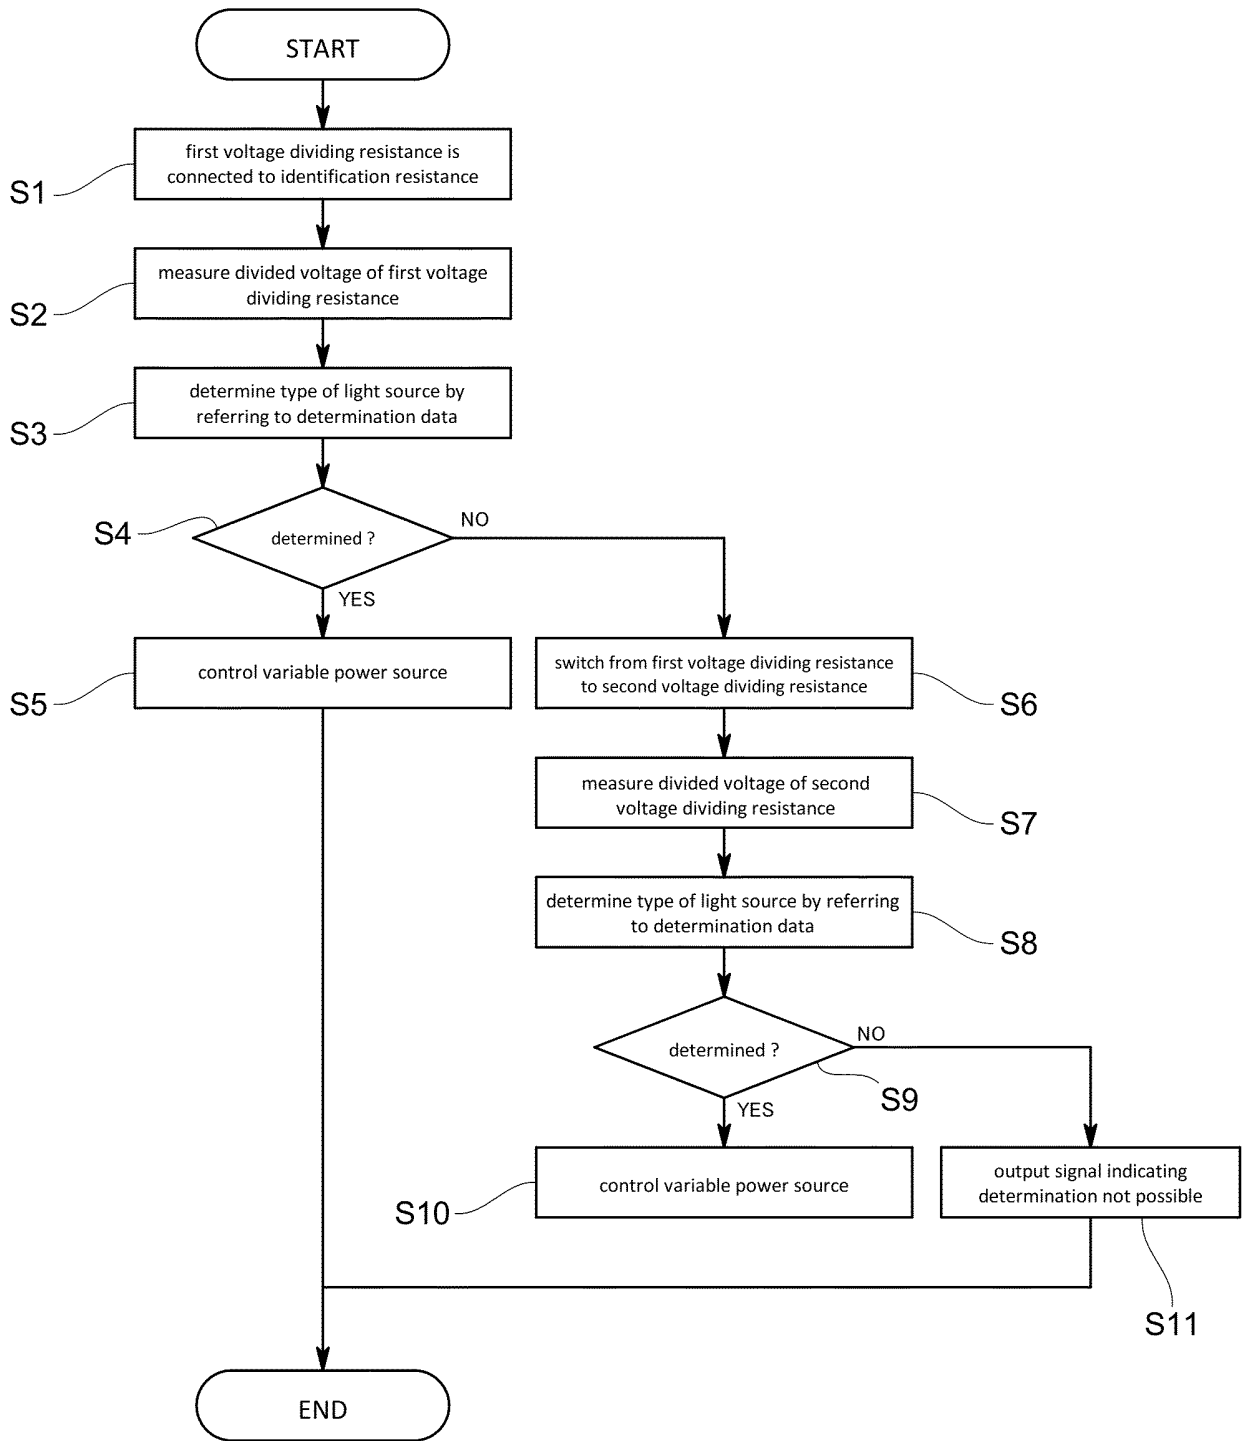 START
first voltage dividing resistance is
connected to identification resistance
S1
measure divided voltage of first voltage
dividing resistance
S2
determine type of light source by
referring to determination data
S3
determined ?
S4
NO
YES
control variable power source
S5
switch from first voltage dividing resistance
to second voltage dividing resistance
S6
measure divided voltage of second
voltage dividing resistance
S7
determine type of light source by referring
to determination data
S8
determined ?
S9
NO
YES
control variable power source
S10
output signal indicating
determination not possible
S11
END